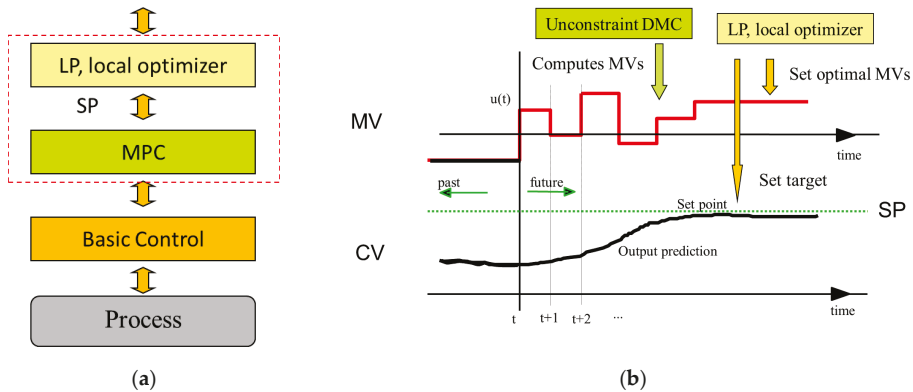 LP, local optimizer
SP
MPC
Basic Control
Process
(a)
Unconstraint DMC
LP, local optimizer
Computes MVs
Set optimal MVs
u(t)
MV
time
past
future
Set target
Set point
SP
CV
Output prediction
time
t
t+1
t+2
...
(b)